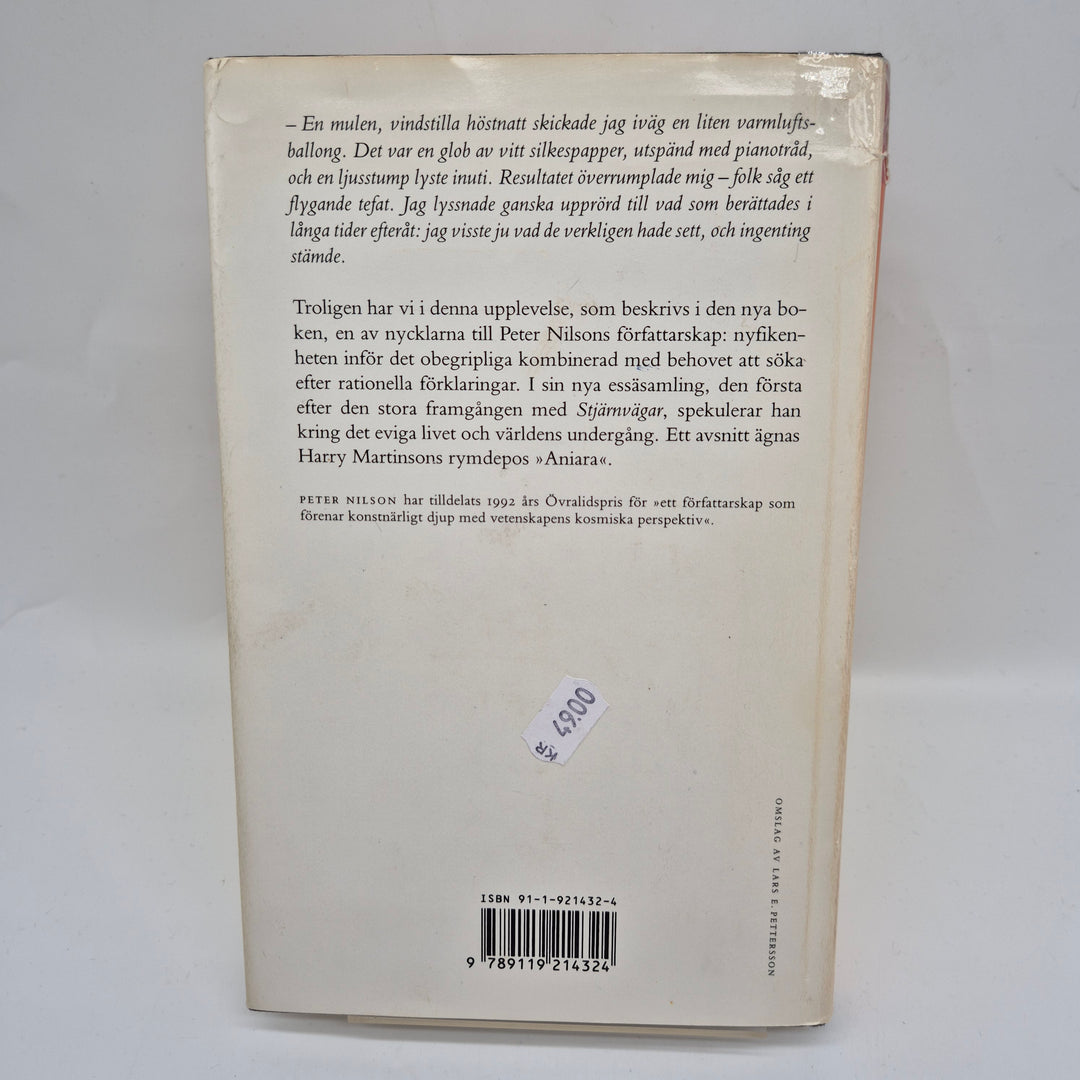 – En mulen, vindstilla höstnatt skickade jag iväg en liten varmlufts-
ballong. Det var en glob av vitt silkespapper, utspänd med pianotråd,
och en ljusstump lyste inuti. Resultatet överrumplade mig – folk såg ett
flygande tefat. Jag lyssnade ganska upprörd till vad som berättades i
långa tider efteråt: jag visste ju vad de verkligen hade sett, och ingenting
stämde.
Troligen har vi i denna upplevelse, som beskrivs i den nya bo-
ken, en av nycklarna till Peter Nilsons författarskap: nyfiken-
heten inför det obegripliga kombinerad med behovet att söka
efter rationella förklaringar. I sin nya essäsamling, den första
efter den stora framgången med Stjärnvägar, spekulerar han
kring det eviga livet och världens undergång. Ett avsnitt ägnas
Harry Martinsons rymdepos »Aniara«.
PETER NILSON har tilldelats 1992 års Övralidspris för »ett författarskap som
förenar konstnärligt djup med vetenskapens kosmiska perspektiv«.
KR 49.00
OMSLAG AV LARS E. PETTERSSON
ISBN 91-1-921432-4
9 789119 214324